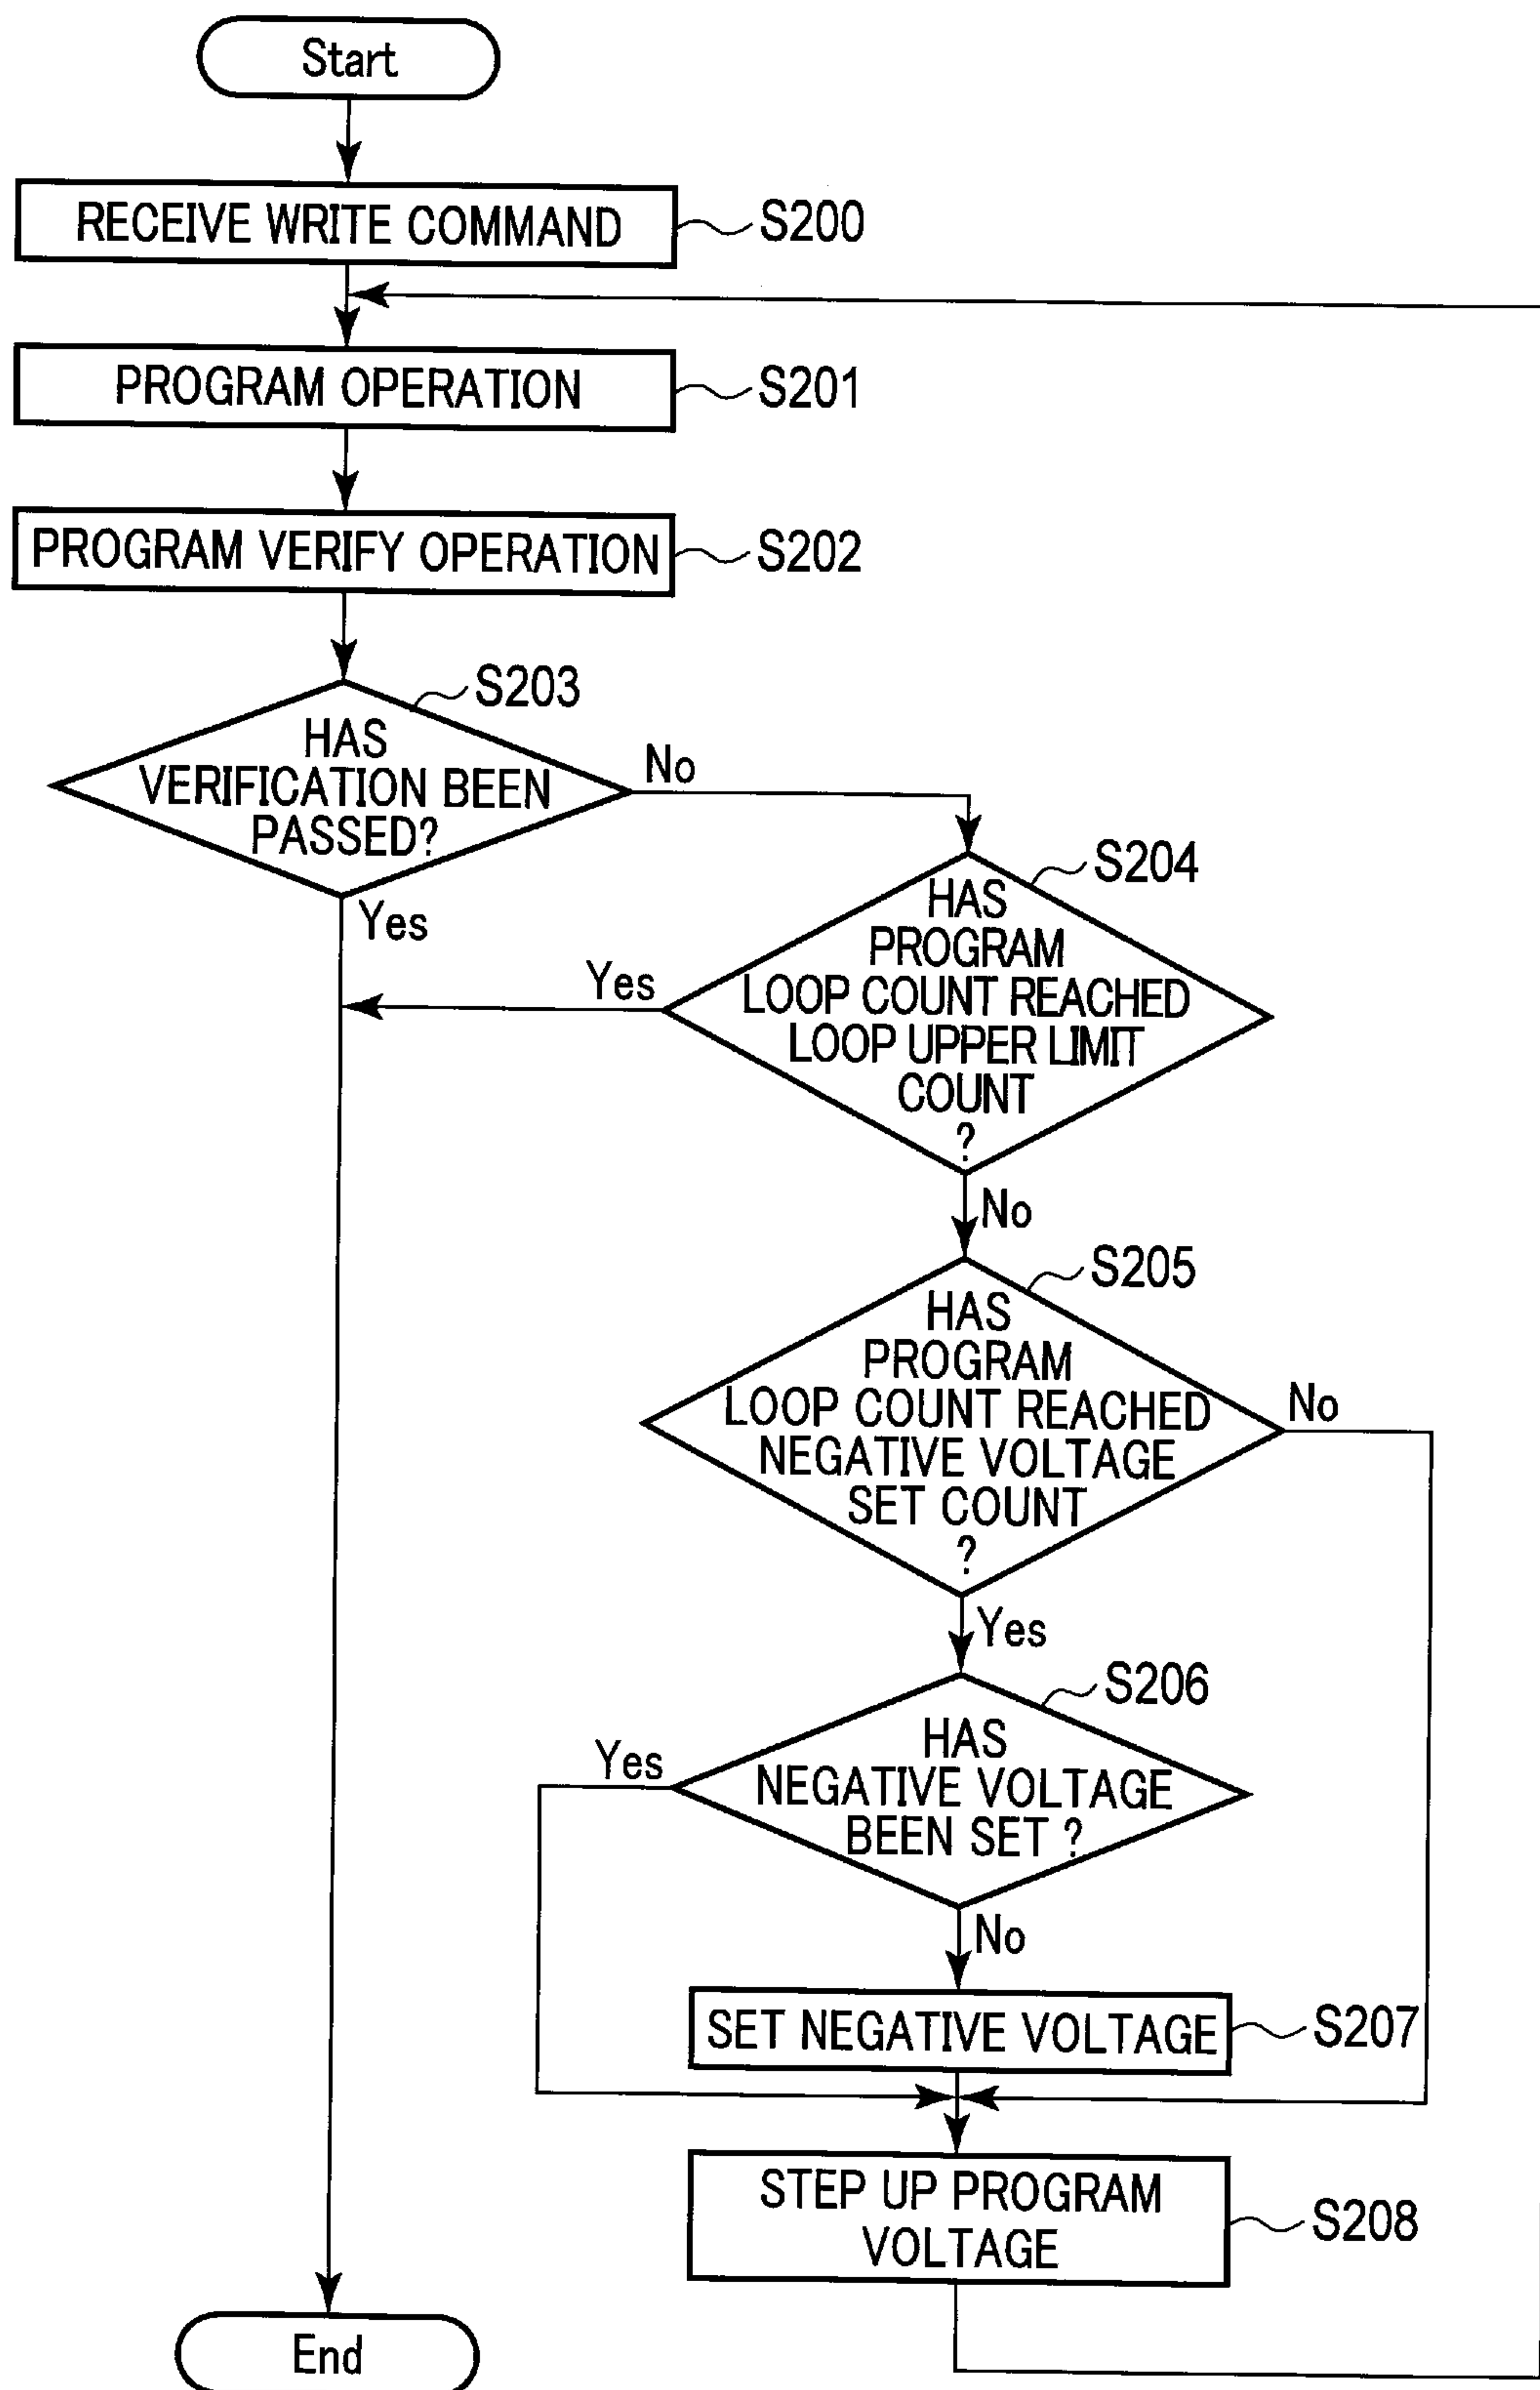 Start
RECEIVE WRITE COMMAND
S200
PROGRAM OPERATION
S201
PROGRAM VERIFY OPERATION
S202
S203
HAS
VERIFICATION BEEN
PASSED?
No
Yes
S204
HAS
PROGRAM
LOOP COUNT REACHED
LOOP UPPER LIMIT
COUNT
?
Yes
No
S205
HAS
PROGRAM
LOOP COUNT REACHED
NEGATIVE VOLTAGE
SET COUNT
?
No
Yes
S206
HAS
NEGATIVE VOLTAGE
BEEN SET ?
Yes
No
SET NEGATIVE VOLTAGE
S207
STEP UP PROGRAM
VOLTAGE
S208
End